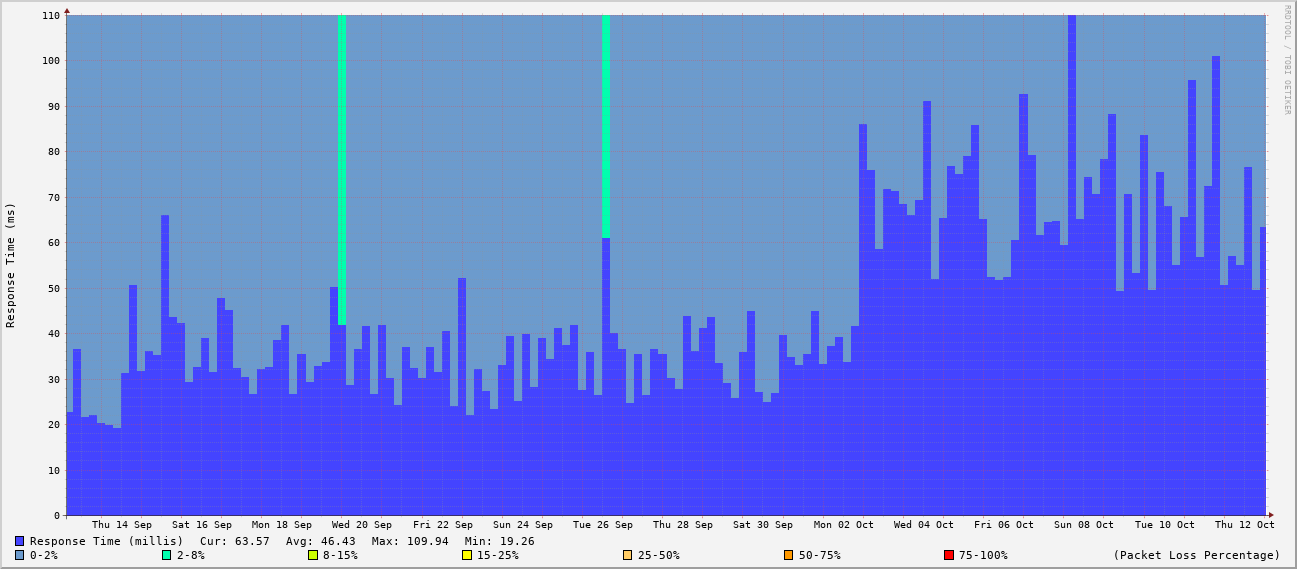 RRDTOOL / TOBI OETIKER
Response Time (ms)
110
100
90
80
70
60
50
40
30
20
10
0
Thu 14 Sep Sat 16 Sep Mon 18 Sep Wed 20 Sep Fri 22 Sep Sun 24 Sep Tue 26 Sep Thu 28 Sep Sat 30 Sep Mon 02 Oct Wed 04 Oct Fri 06 Oct Sun 08 Oct Tue 10 Oct Thu 12 Oct
Response Time (millis) Cur: 63.57 Avg: 46.43 Max: 109.94 Min: 19.26
0-2% 2-8% 8-15% 15-25% 25-50% 50-75% 75-100% (Packet Loss Percentage)